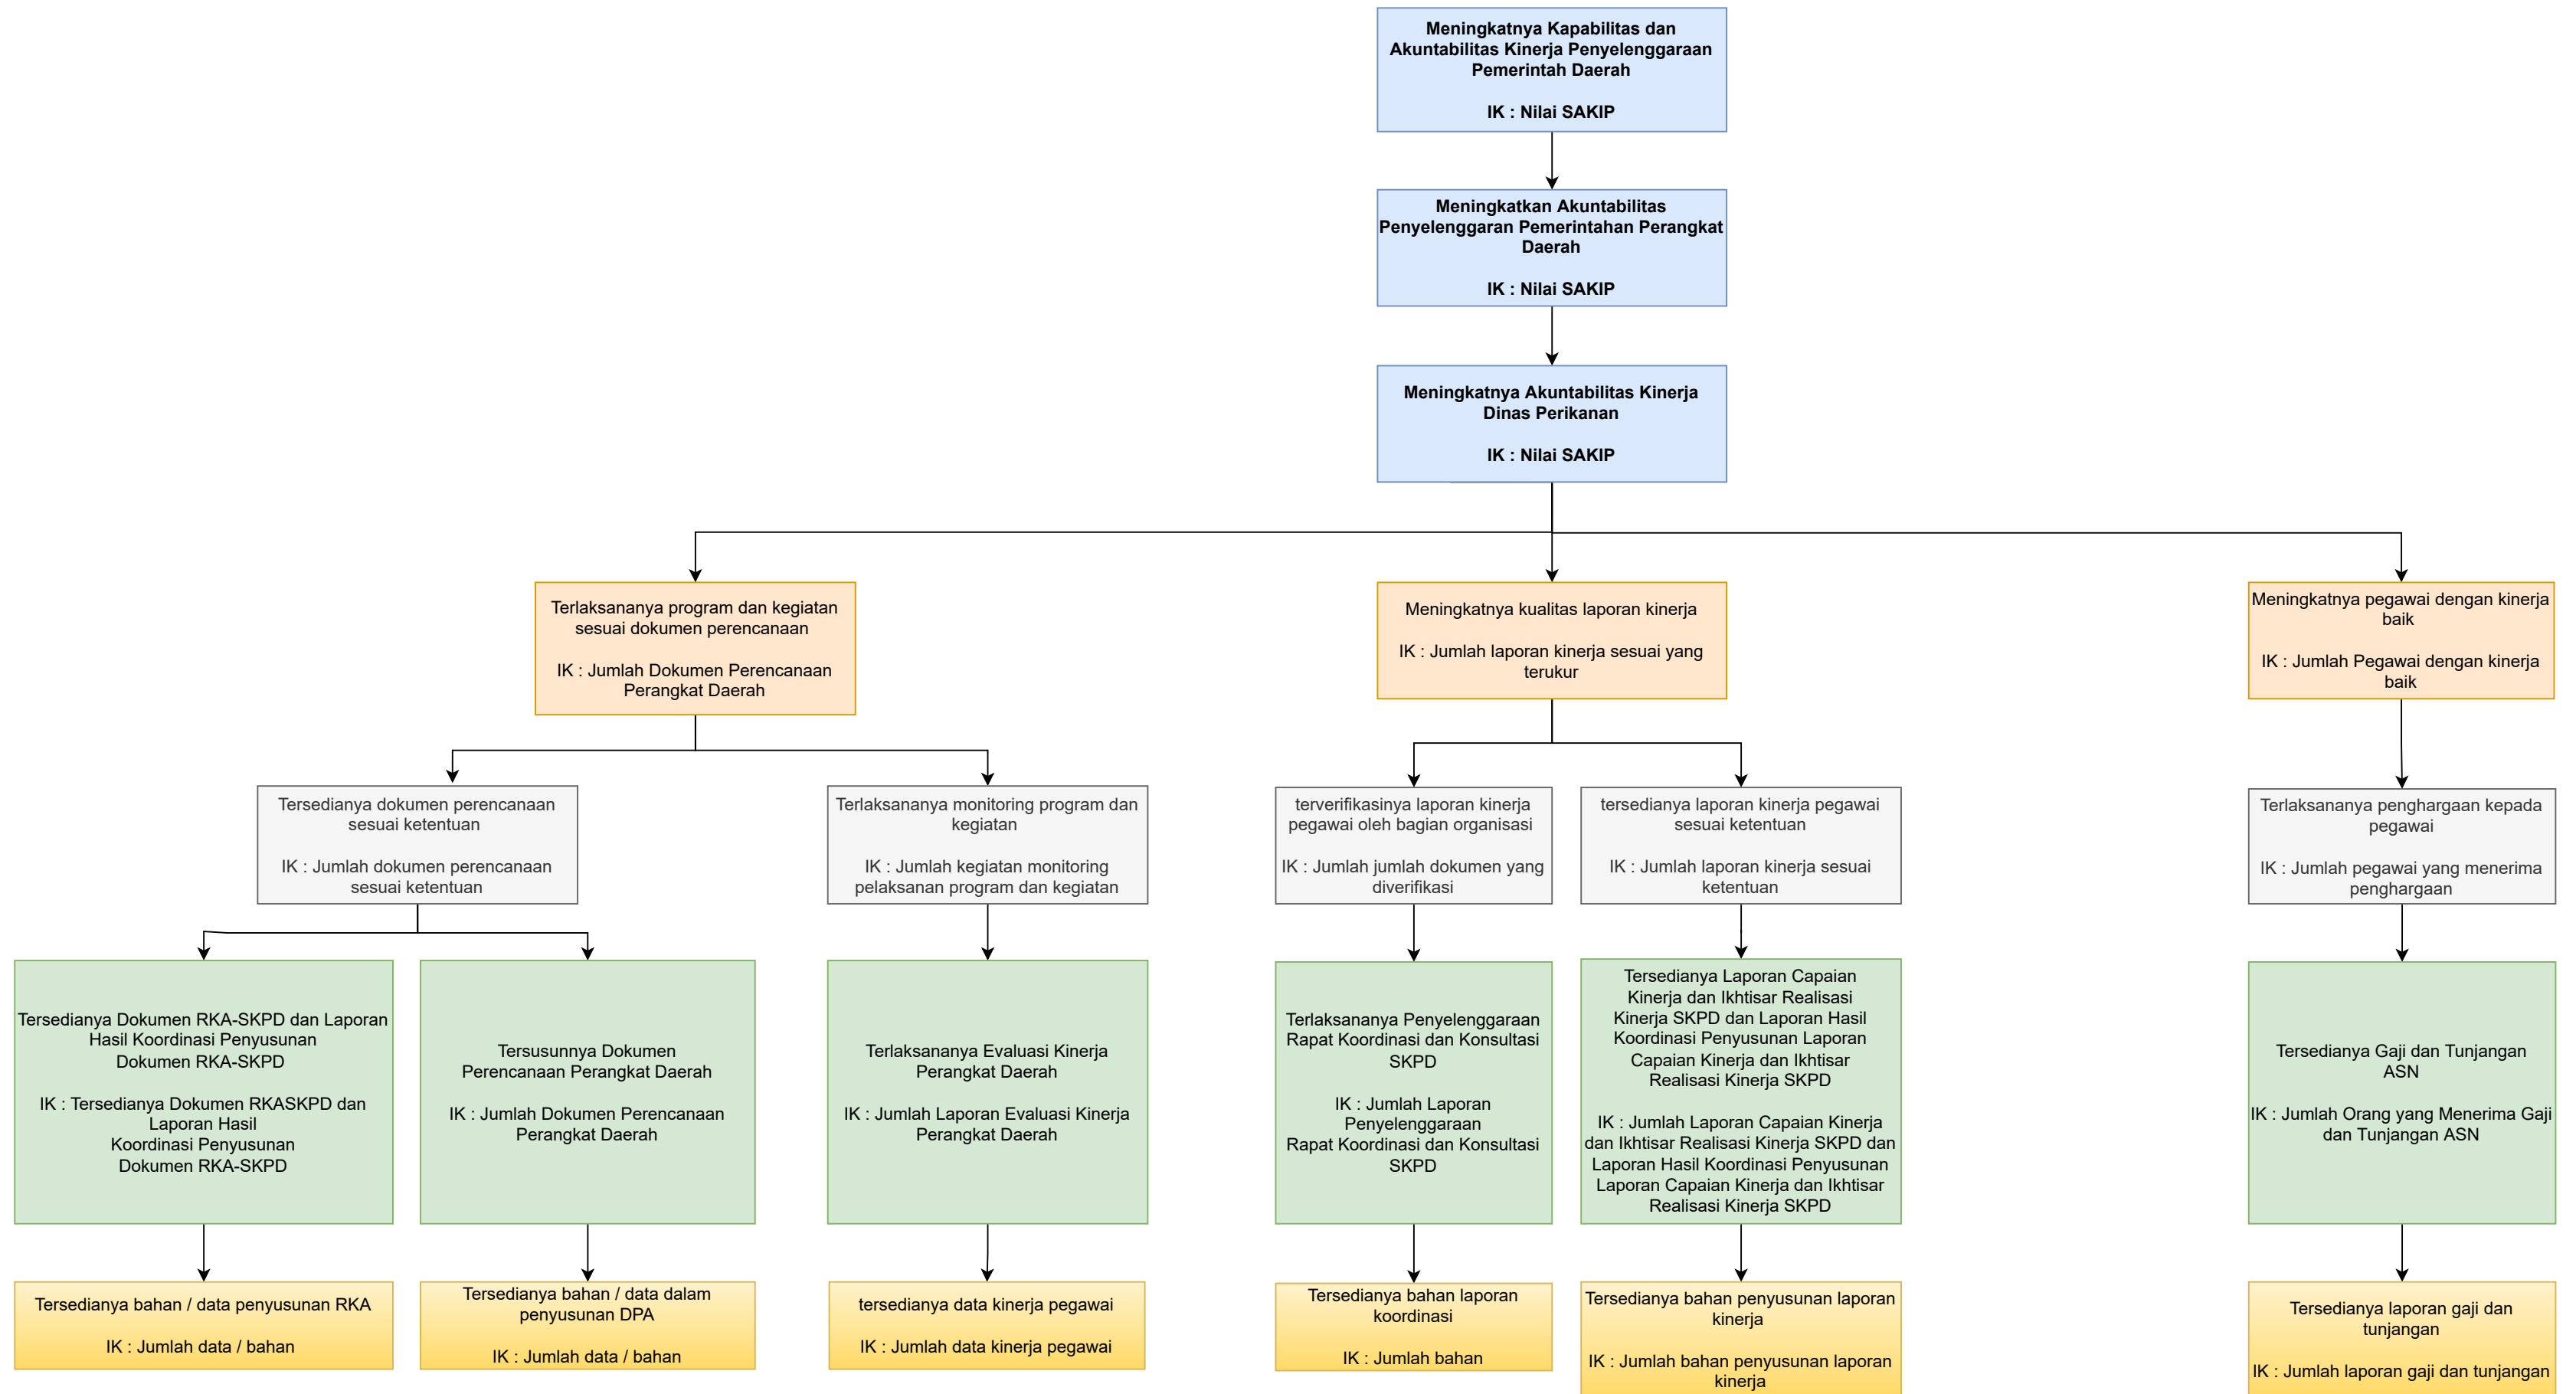 Meningkatnya Kapabilitas dan
Akuntabilitas Kinerja Penyelenggaraan
Pemerintah Daerah
IK : Nilai SAKIP
Meningkatkan Akuntabilitas
Penyelenggaran Pemerintahan Perangkat
Daerah
IK : Nilai SAKIP
Meningkatnya Akuntabilitas Kinerja
Dinas Perikanan
IK : Nilai SAKIP
Terlaksananya program dan kegiatan
sesuai dokumen perencanaan
IK : Jumlah Dokumen Perencanaan
Perangkat Daerah
Meningkatnya kualitas laporan kinerja
IK : Jumlah laporan kinerja sesuai yang
terukur
Meningkatnya pegawai dengan kinerja
baik
IK : Jumlah Pegawai dengan kinerja
baik
Tersedianya dokumen perencanaan
sesuai ketentuan
IK : Jumlah dokumen perencanaan
sesuai ketentuan
Terlaksananya monitoring program dan
kegiatan
IK : Jumlah kegiatan monitoring
pelaksanan program dan kegiatan
terverifikasinya laporan kinerja
pegawai oleh bagian organisasi
IK : Jumlah jumlah dokumen yang
diverifikasi
tersedianya laporan kinerja pegawai
sesuai ketentuan
IK : Jumlah laporan kinerja sesuai
ketentuan
Terlaksananya penghargaan kepada
pegawai
IK : Jumlah pegawai yang menerima
penghargaan
Tersedianya Dokumen RKA-SKPD dan Laporan
Hasil Koordinasi Penyusunan
Dokumen RKA-SKPD
IK : Tersedianya Dokumen RKASKPD dan
Laporan Hasil
Koordinasi Penyusunan
Dokumen RKA-SKPD
Tersusunnya Dokumen
Perencanaan Perangkat Daerah
IK : Jumlah Dokumen Perencanaan
Perangkat Daerah
Terlaksananya Evaluasi Kinerja
Perangkat Daerah
IK : Jumlah Laporan Evaluasi Kinerja
Perangkat Daerah
Terlaksananya Penyelenggaraan
Rapat Koordinasi dan Konsultasi
SKPD
IK : Jumlah Laporan
Penyelenggaraan
Rapat Koordinasi dan Konsultasi
SKPD
Tersedianya Laporan Capaian
Kinerja dan Ikhtisar Realisasi
Kinerja SKPD dan Laporan Hasil
Koordinasi Penyusunan Laporan
Capaian Kinerja dan Ikhtisar
Realisasi Kinerja SKPD
IK : Jumlah Laporan Capaian Kinerja
dan Ikhtisar Realisasi Kinerja SKPD dan
Laporan Hasil Koordinasi Penyusunan
Laporan Capaian Kinerja dan Ikhtisar
Realisasi Kinerja SKPD
Tersedianya Gaji dan Tunjangan
ASN
IK : Jumlah Orang yang Menerima Gaji
dan Tunjangan ASN
Tersedianya bahan / data penyusunan RKA
IK : Jumlah data / bahan
Tersedianya bahan / data dalam
penyusunan DPA
IK : Jumlah data / bahan
tersedianya data kinerja pegawai
IK : Jumlah data kinerja pegawai
Tersedianya bahan laporan
koordinasi
IK : Jumlah bahan
Tersedianya bahan penyusunan laporan
kinerja
IK : Jumlah bahan penyusunan laporan
kinerja
Tersedianya laporan gaji dan
tunjangan
IK : Jumlah laporan gaji dan tunjangan